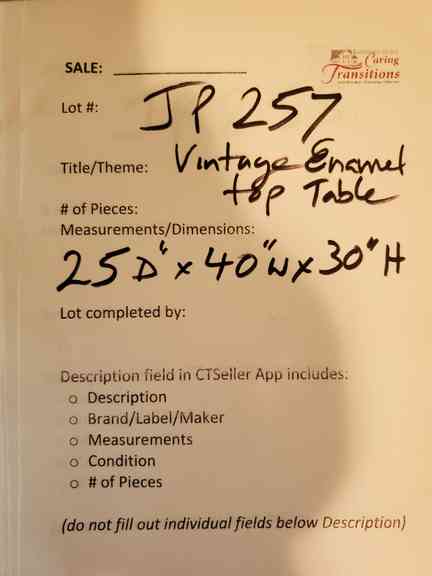 SALE: ____________
Caring
Transitions
Lot #: JP 257
Title/Theme: Vintage Enamel
top Table
# of Pieces:
Measurements/Dimensions:
25 D" x 40" W x 30" H
Lot completed by:
Description field in CTSeller App includes:
o Description
o Brand/Label/Maker
o Measurements
o Condition
o # of Pieces
(do not fill out individual fields below Description)